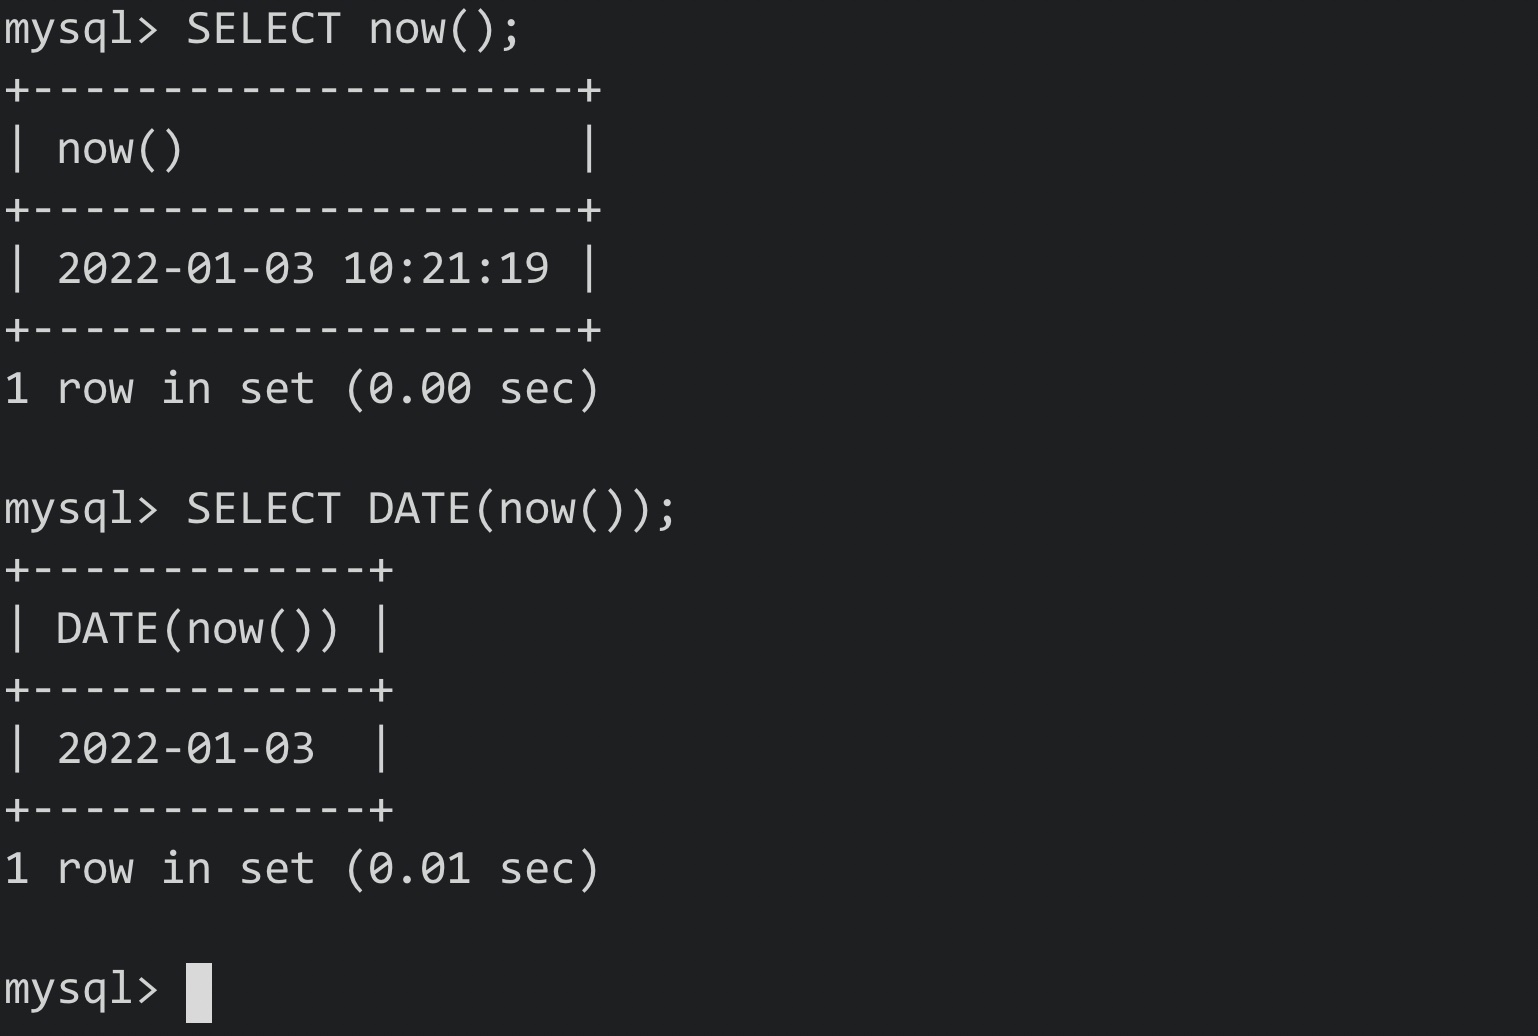 mysql> SELECT now();
+---------------------+
| now()               |
+---------------------+
| 2022-01-03 10:21:19 |
+---------------------+
1 row in set (0.00 sec)

mysql> SELECT DATE(now());
+-------------+
| DATE(now()) |
+-------------+
| 2022-01-03  |
+-------------+
1 row in set (0.01 sec)

mysql>